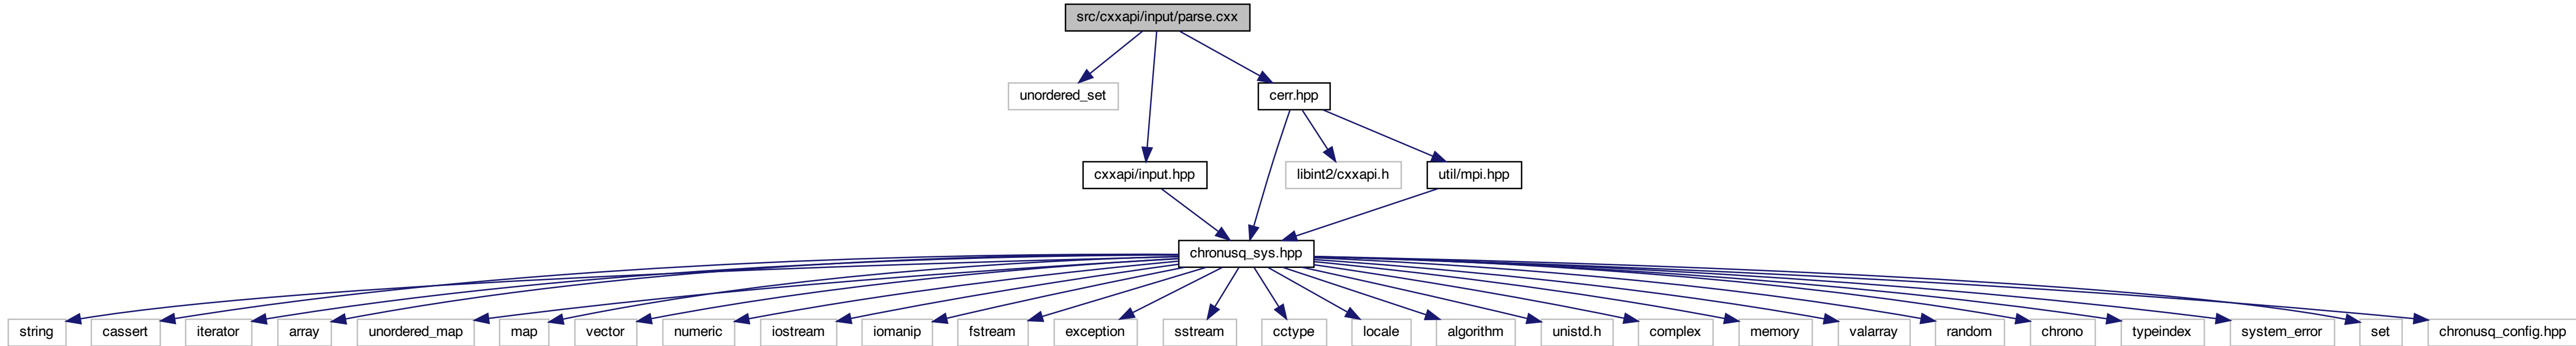 src/cxxapi/input/parse.cxx
unordered_set
cerr.hpp
cxxapi/input.hpp
libint2/cxxapi.h
util/mpi.hpp
chronusq_sys.hpp
string
cassert
iterator
array
unordered_map
map
vector
numeric
iostream
iomanip
fstream
exception
sstream
cctype
locale
algorithm
unistd.h
complex
memory
valarray
random
chrono
typeindex
system_error
set
chronusq_config.hpp